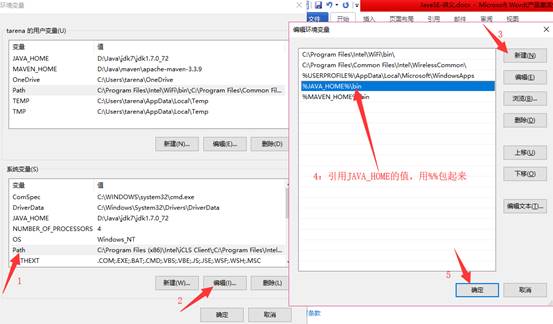 环境变量
tarena 的用户变量(U)
变量 值
JAVA_HOME D:\Java\jdk7\jdk1.7.0_72
MAVEN_HOME D:\Java\maven\apache-maven-3.3.9
OneDrive C:\Users\tarena\OneDrive
Path C:\Program Files\Intel\WiFi\bin\;C:\Program Files\Common Fil...
TEMP C:\Users\tarena\AppData\Local\Temp
TMP C:\Users\tarena\AppData\Local\Temp
新建(N)... 编辑(E)... 删除(D)
系统变量(S)
变量 值
ComSpec C:\WINDOWS\system32\cmd.exe
DriverData C:\Windows\System32\Drivers\DriverData
JAVA_HOME D:\Java\jdk7\jdk1.7.0_72
NUMBER_OF_PROCESSORS 4
OS Windows_NT
Path C:\Program Files (x86)\Intel\iCLS Client\;C:\Program Files\Intel...
.COM;.EXE;.BAT;.CMD;.VBS;.VBE;.JS;.JSE;.WSF;.WSH;.MSC
1
新建(W)... 编辑(I)... 删除(L)
2
确定 取消
JavaSE-讲义.docx - Microsoft Word(产品激活
文件 开始 插入 页面布局 引用 邮件 审阅 视图
3
编辑环境变量
C:\Program Files\Intel\WiFi\bin\
C:\Program Files\Common Files\Intel\WirelessCommon\
%USERPROFILE%\AppData\Local\Microsoft\WindowsApps
%JAVA_HOME%\bin
%MAVEN_HOME%\bin
新建(N)
编辑(E)
浏览(B)...
删除(D)
上移(U)
下移(O)
编辑文本(T)...
4：引用JAVA_HOME的值，用%%包起来
5
确定 取消